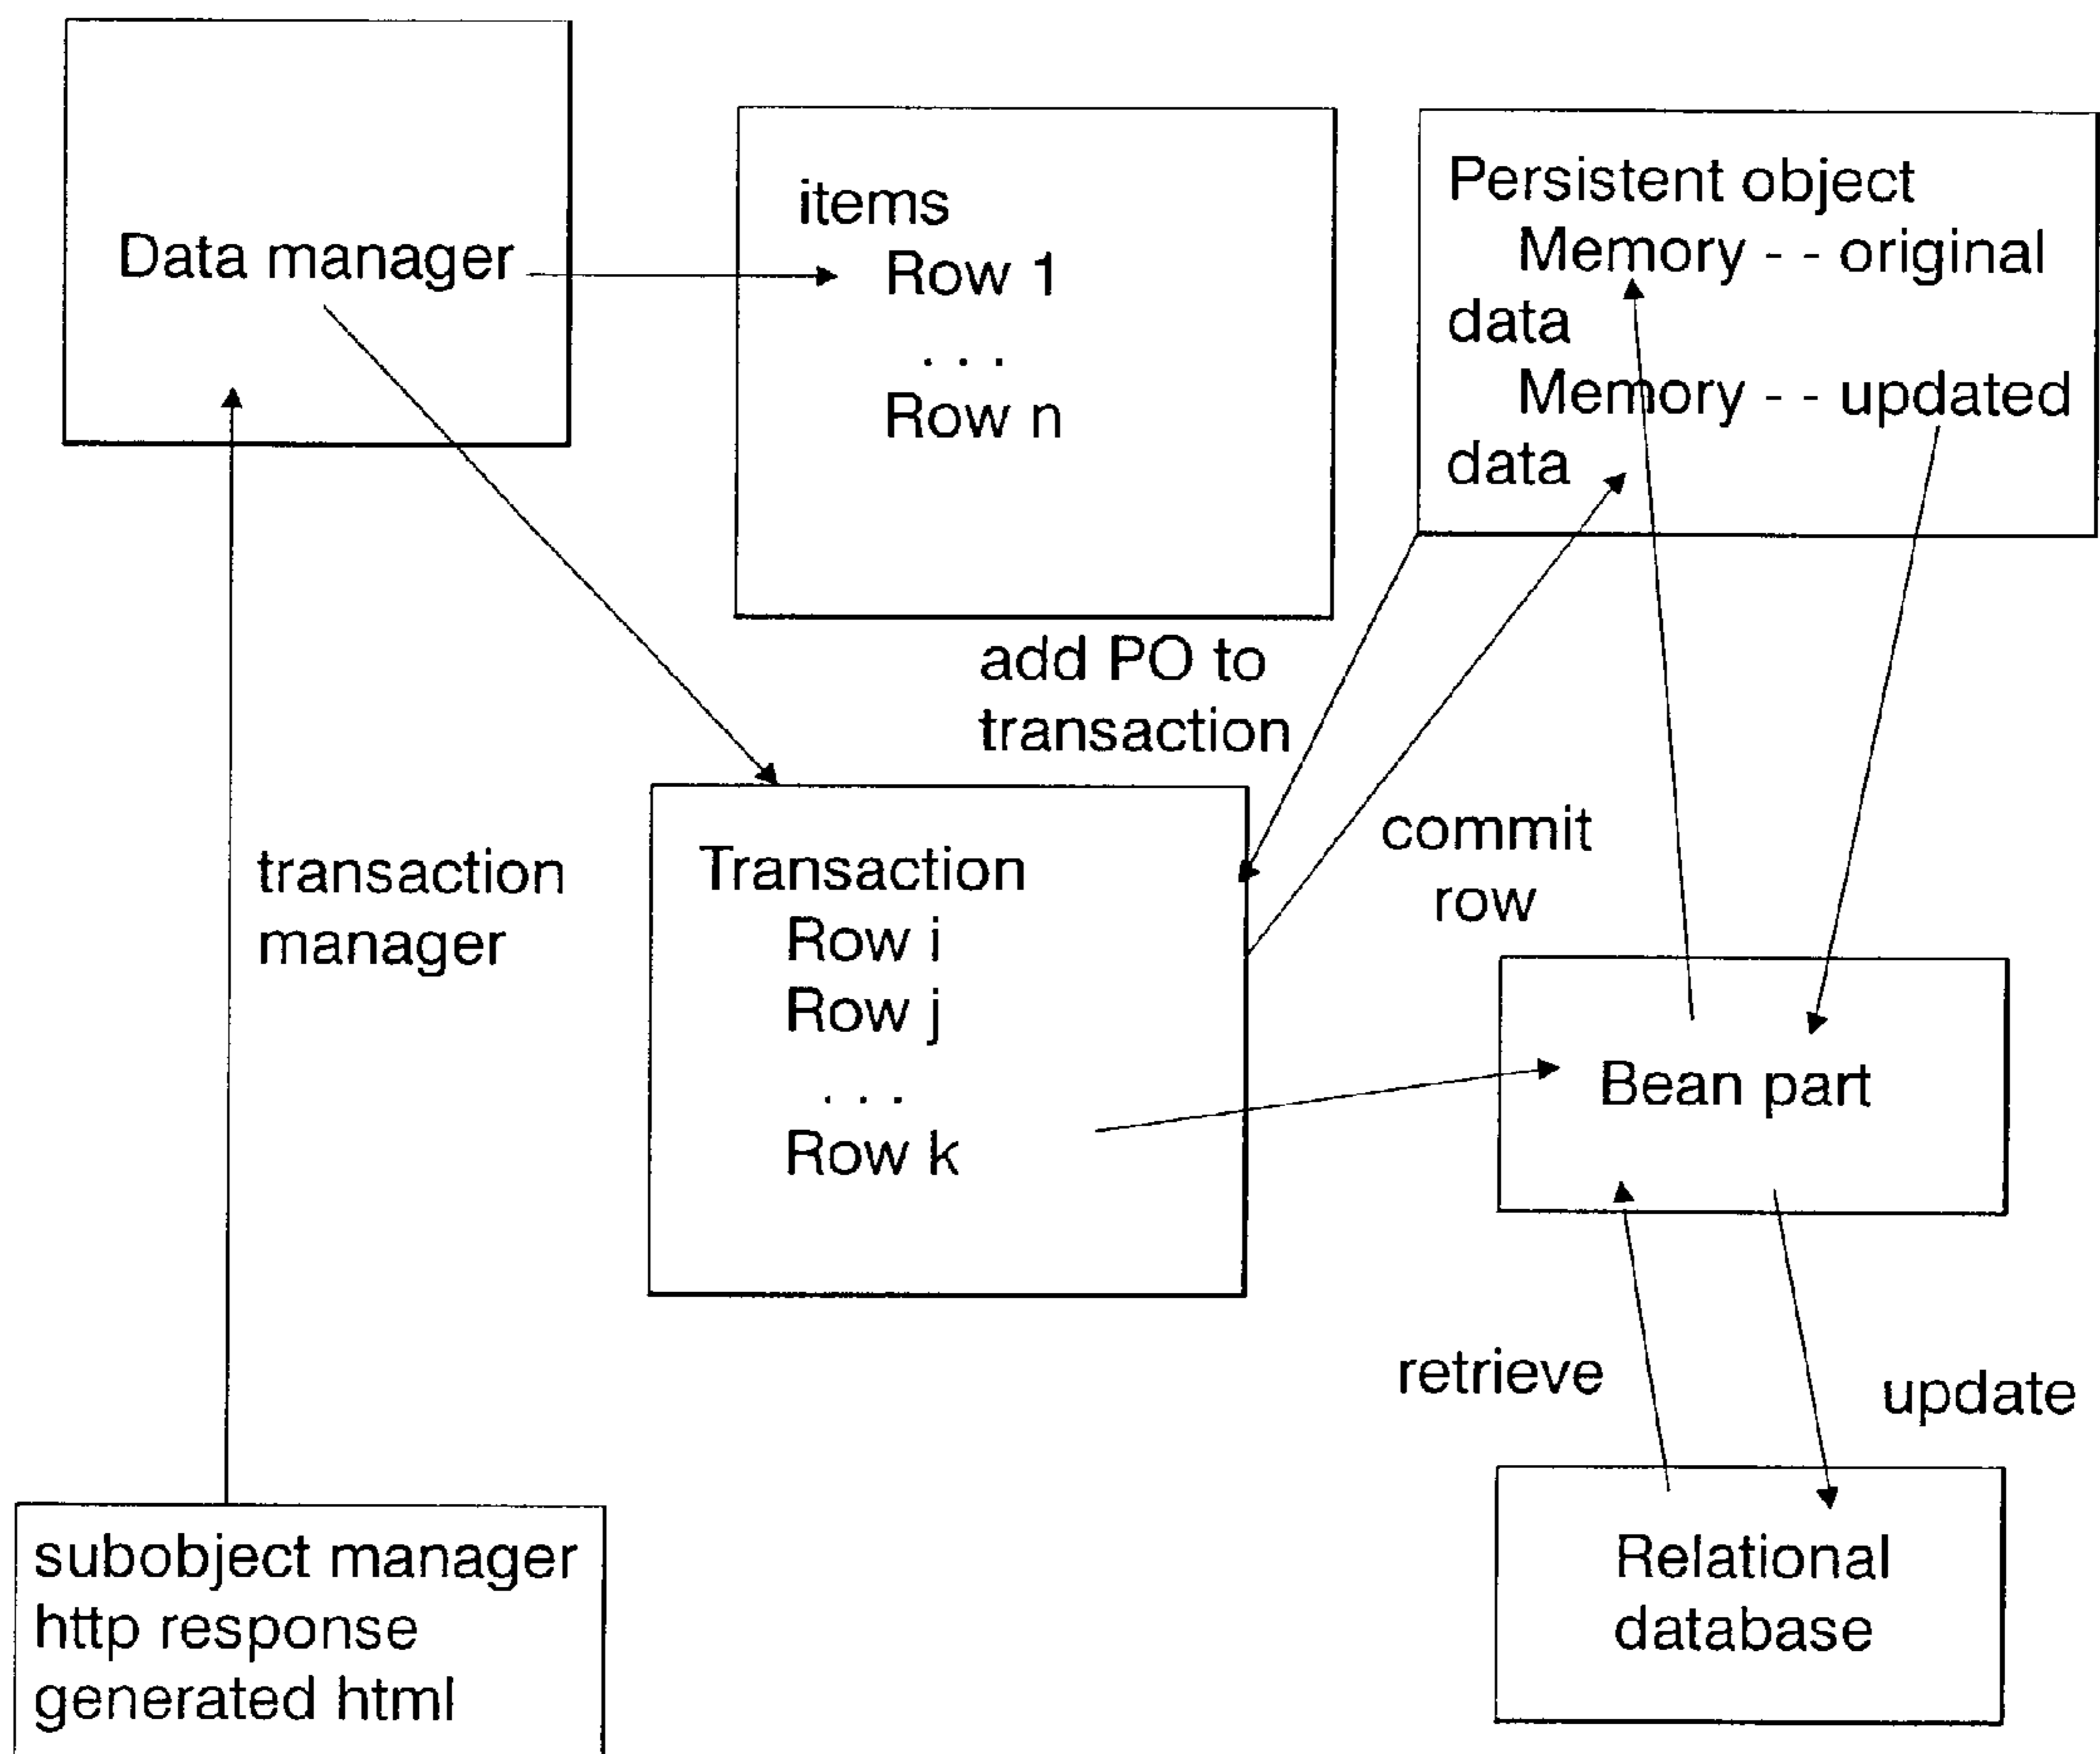 Data manager
items
Row 1
. . .
Row n
Persistent object
Memory - - original
data
Memory - - updated
data
add PO to
transaction
transaction
manager
Transaction
Row i
Row j
. . .
Row k
commit
row
Bean part
retrieve
update
subobject manager
http response
generated html
Relational
database